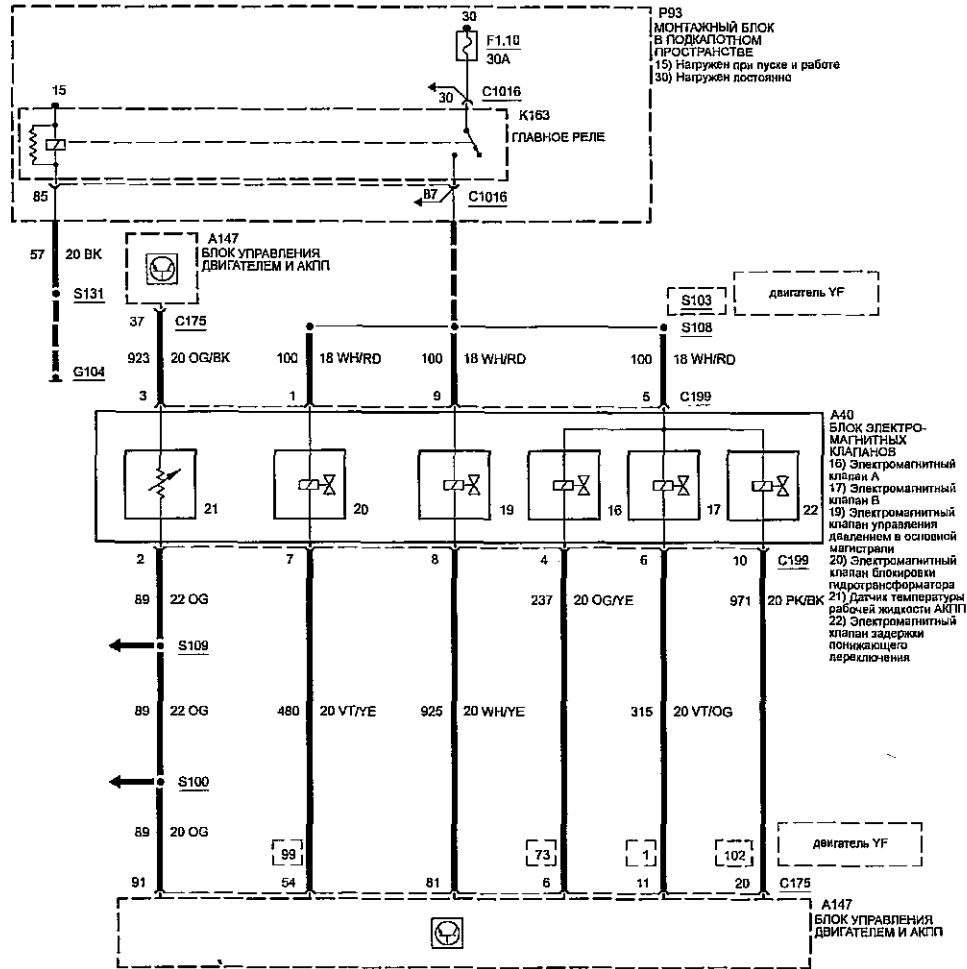 P93
МОНТАЖНЫЙ БЛОК
В ПОДКАПОТНОМ
ПРОСТРАНСТВЕ
15) Нагружен при пуске и работе
30) Нагружен постоянно
30
F1.10
30A
30
C1016
15
K163
ГЛАВНОЕ РЕЛЕ
85
87
C1016
57
20 BK
S131
G104
A147
БЛОК УПРАВЛЕНИЯ
ДВИГАТЕЛЕМ И АКПП
37
C175
S103
двигатель YF
S108
923
20 OG/BK
100
18 WH/RD
100
18 WH/RD
100
18 WH/RD
3
1
9
5
C199
A40
БЛОК ЭЛЕКТРО-
МАГНИТНЫХ
КЛАПАНОВ
16) Электромагнитный
клапан A
17) Электромагнитный
клапан B
19) Электромагнитный
клапан управления
давлением в основной
магистрали
20) Электромагнитный
клапан блокировки
гидротрансформатора
21) Датчик температуры
рабочей жидкости АКПП
22) Электромагнитный
клапан задержки
понижающего
переключения
21
20
19
16
17
22
2
7
8
4
6
10
C199
89
22 OG
237
20 OG/YE
971
20 PK/BK
S109
89
22 OG
480
20 VT/YE
925
20 WH/YE
315
20 VT/OG
S100
89
20 OG
99
73
1
102
двигатель YF
91
54
81
6
11
20
C175
A147
БЛОК УПРАВЛЕНИЯ
ДВИГАТЕЛЕМ И АКПП